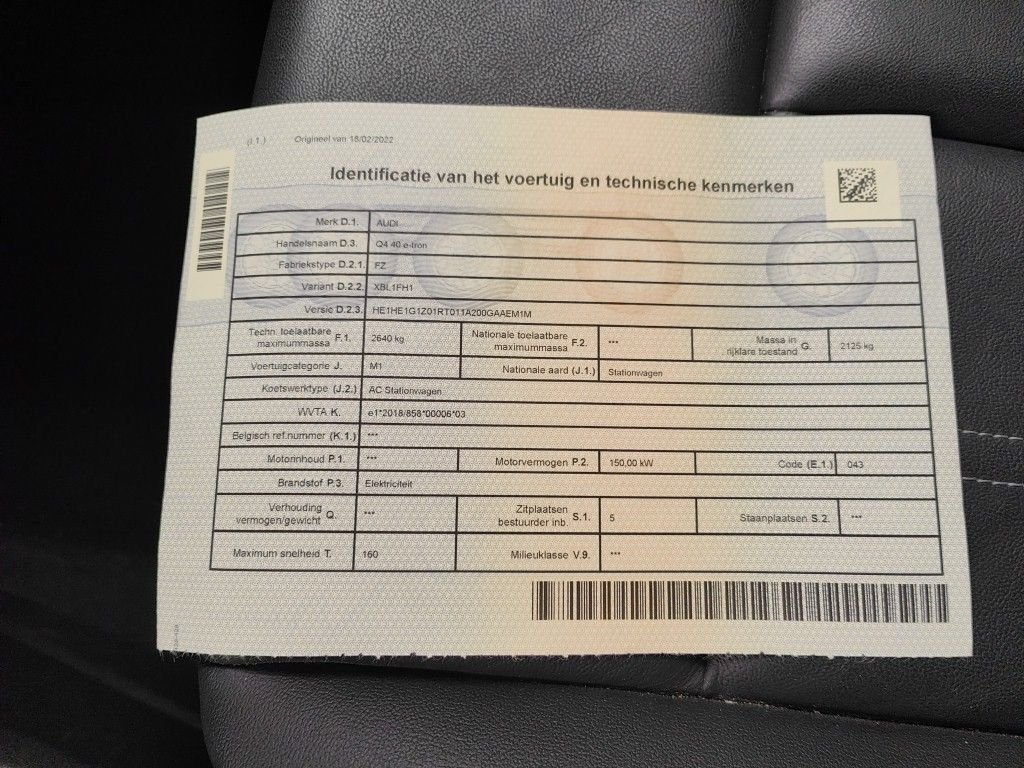 (I.1.) Origineel van 18/02/2022
Identificatie van het voertuig en technische kenmerken
Merk D.1. AUDI
Handelsnaam D.3. Q4 40 e-tron
Fabriekstype D.2.1. FZ
Variant D.2.2. XBL1FH1
Versie D.2.3. HE1HE1G1Z01RT011A200GAAEM1M
Techn. toelaatbare maximummassa F.1. 2640 kg Nationale toelaatbare maximummassa F.2. *** Massa in rijklare toestand G. 2125 kg
Voertuigcategorie J. M1 Nationale aard (J.1.) Stationwagen
Koetswerktype (J.2.) AC Stationwagen
WVTA K. e1*2018/858*00006*03
Belgisch ref.nummer (K.1.) ***
Motorinhoud P.1. *** Motorvermogen P.2. 150,00 kW Code (E.1.) 043
Brandstof P.3. Elektriciteit
Verhouding vermogen/gewicht Q. *** Zitplaatsen bestuurder inb. S.1. 5 Staanplaatsen S.2. ***
Maximum snelheid T. 160 Milieuklasse V.9. ***